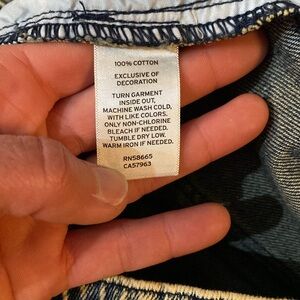 100% COTTON
EXCLUSIVE OF
DECORATION
TURN GARMENT
INSIDE OUT,
MACHINE WASH COLD,
WITH LIKE COLORS.
ONLY NON-CHLORINE
BLEACH IF NEEDED.
TUMBLE DRY LOW.
WARM IRON IF NEEDED.
RN58665
CA57963